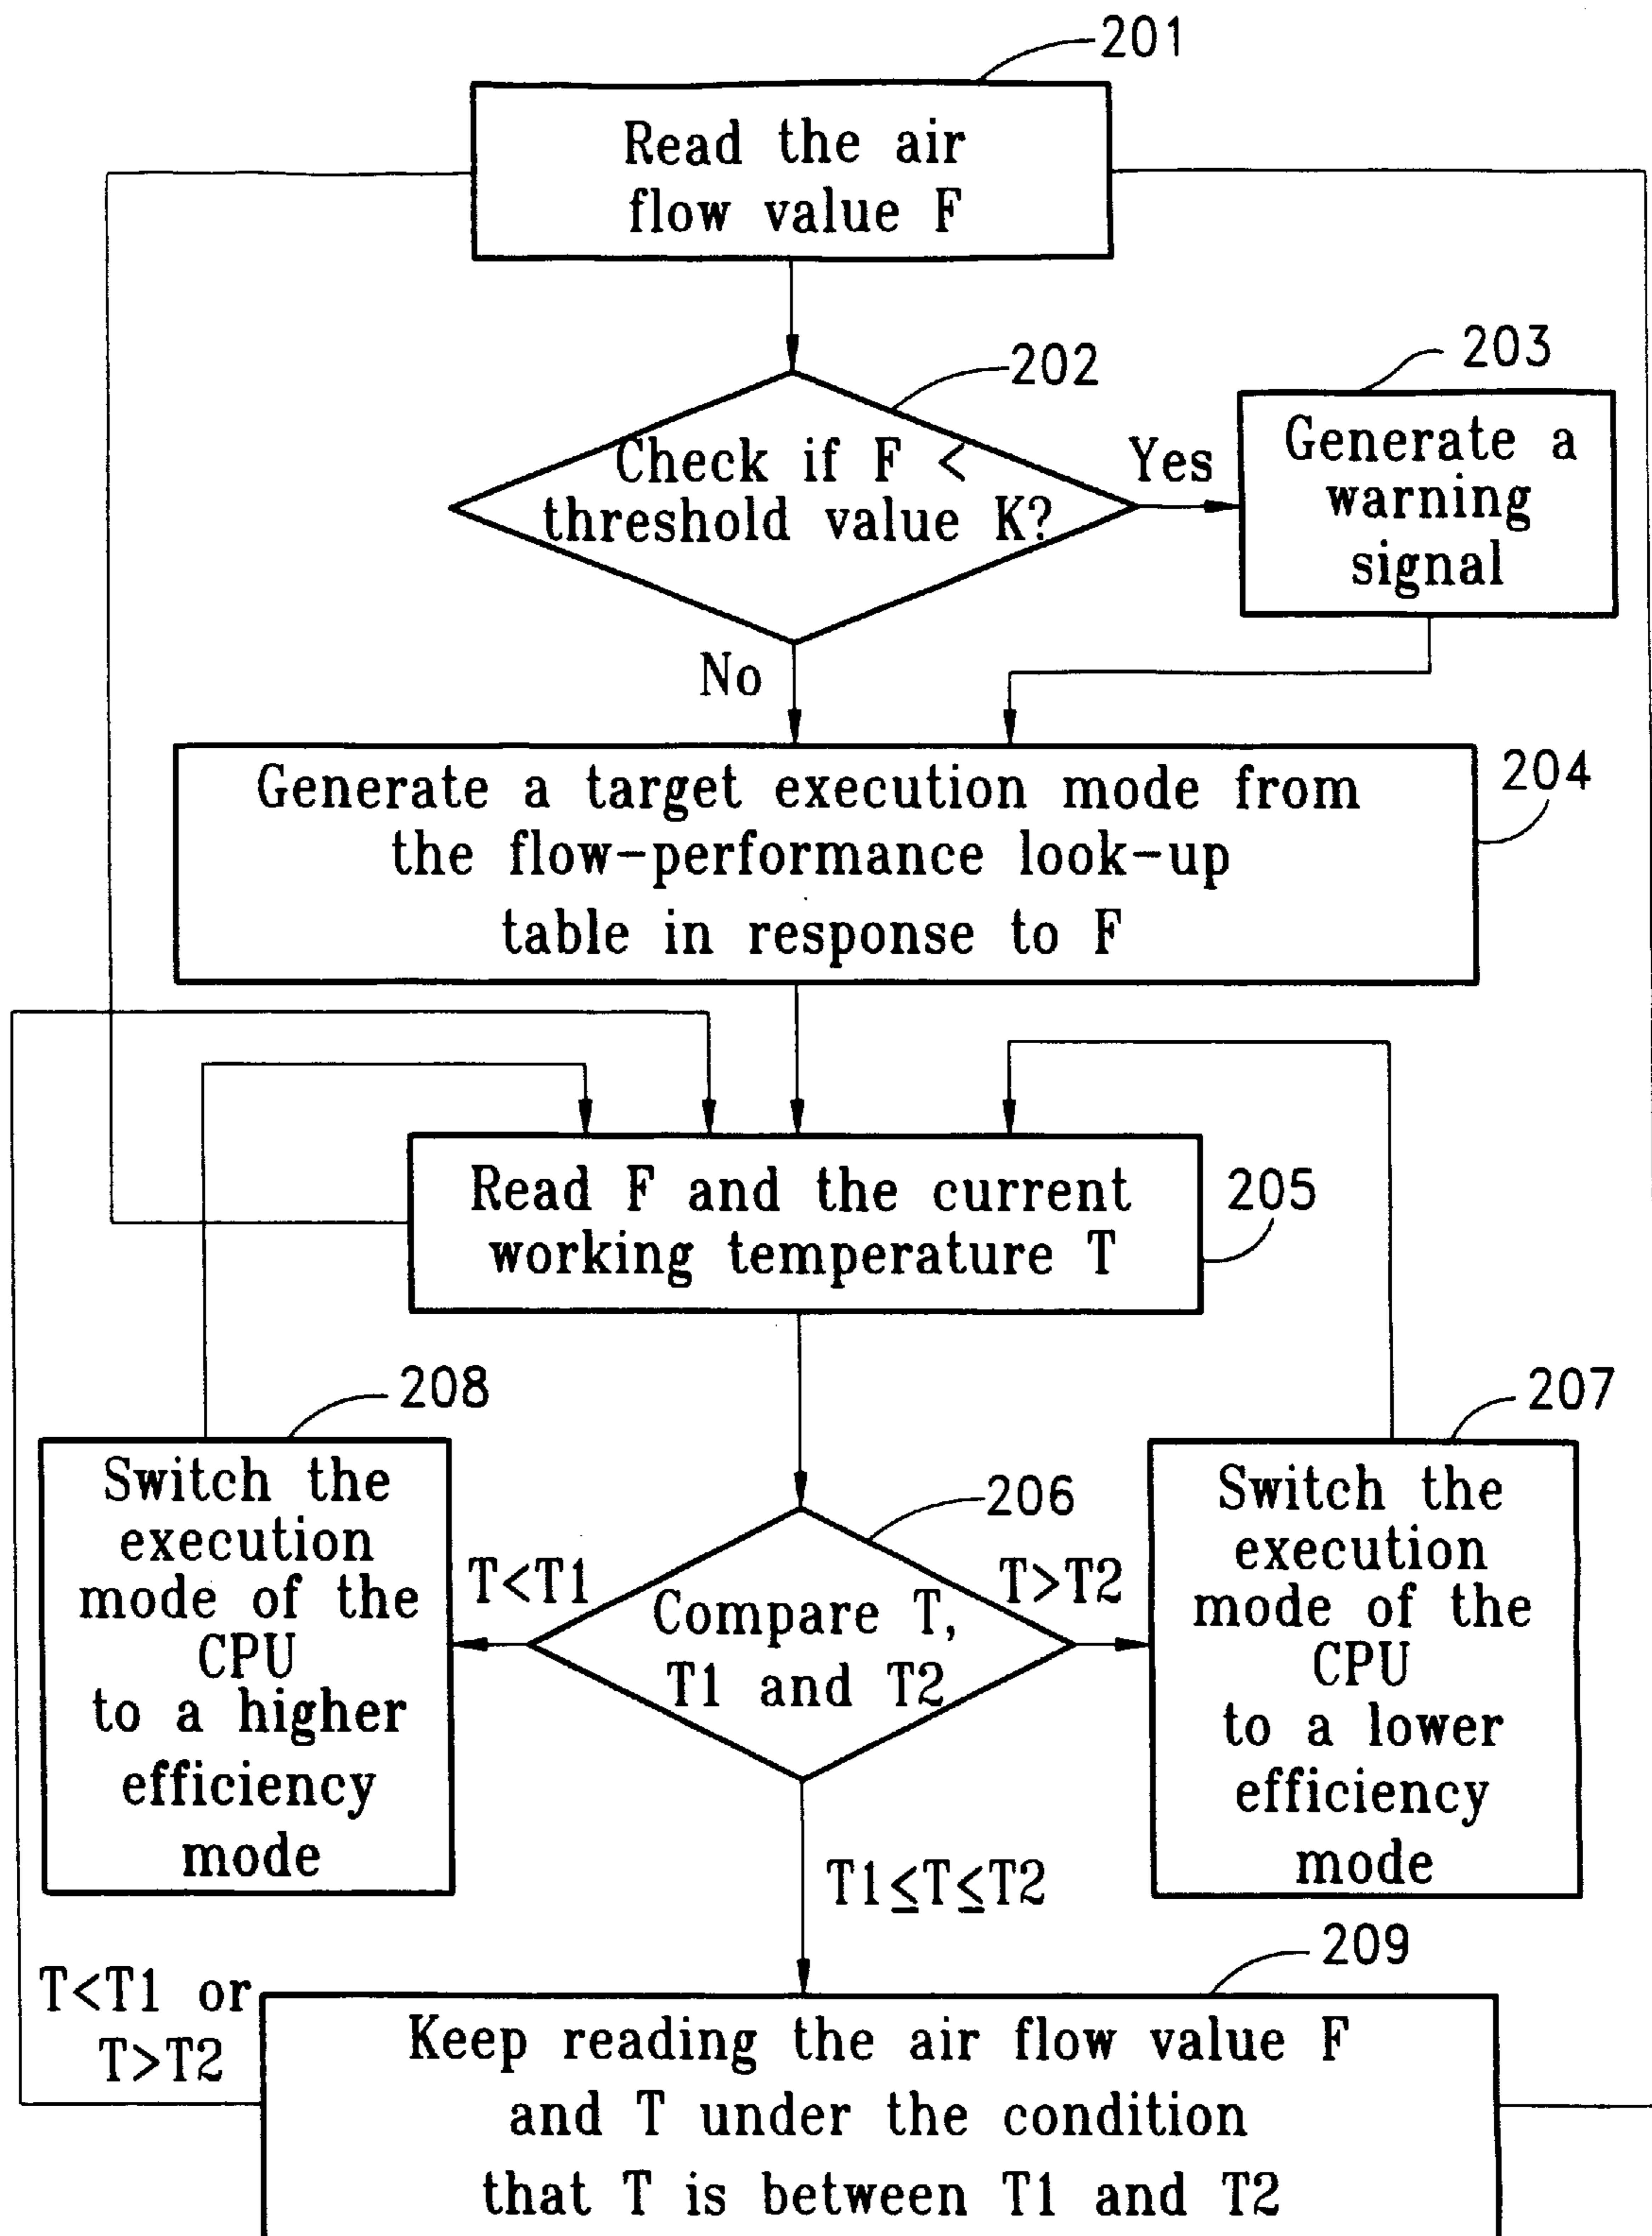 201
Read the air
flow value F
202
Check if F <
threshold value K?
Yes
203
Generate a
warning
signal
No
204
Generate a target execution mode from
the flow-performance look-up
table in response to F
205
Read F and the current
working temperature T
208
Switch the
execution
mode of the
CPU
to a higher
efficiency
mode
206
T<T1
Compare T,
T1 and T2
T>T2
207
Switch the
execution
mode of the
CPU
to a lower
efficiency
mode
T1≤T≤T2
209
T<T1 or
T>T2
Keep reading the air flow value F
and T under the condition
that T is between T1 and T2